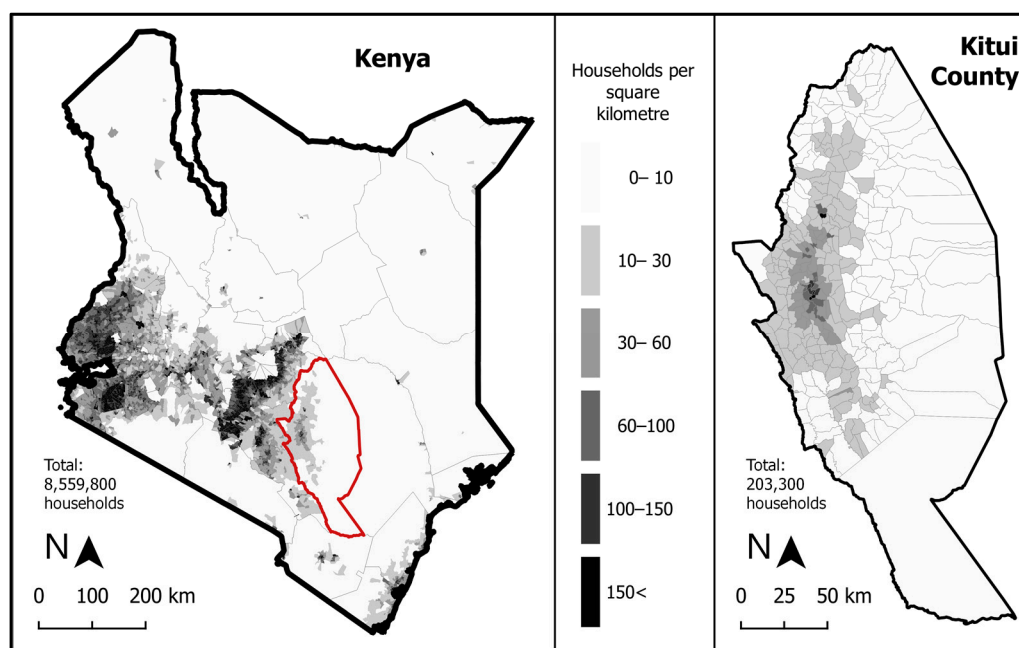 Kenya
Total:
8,559,800
households
N
0 100 200 km
Households per
square
kilometre
0– 10
10– 30
30– 60
60–100
100–150
150<
Kitui
County
Total:
203,300
households
N
0 25 50 km